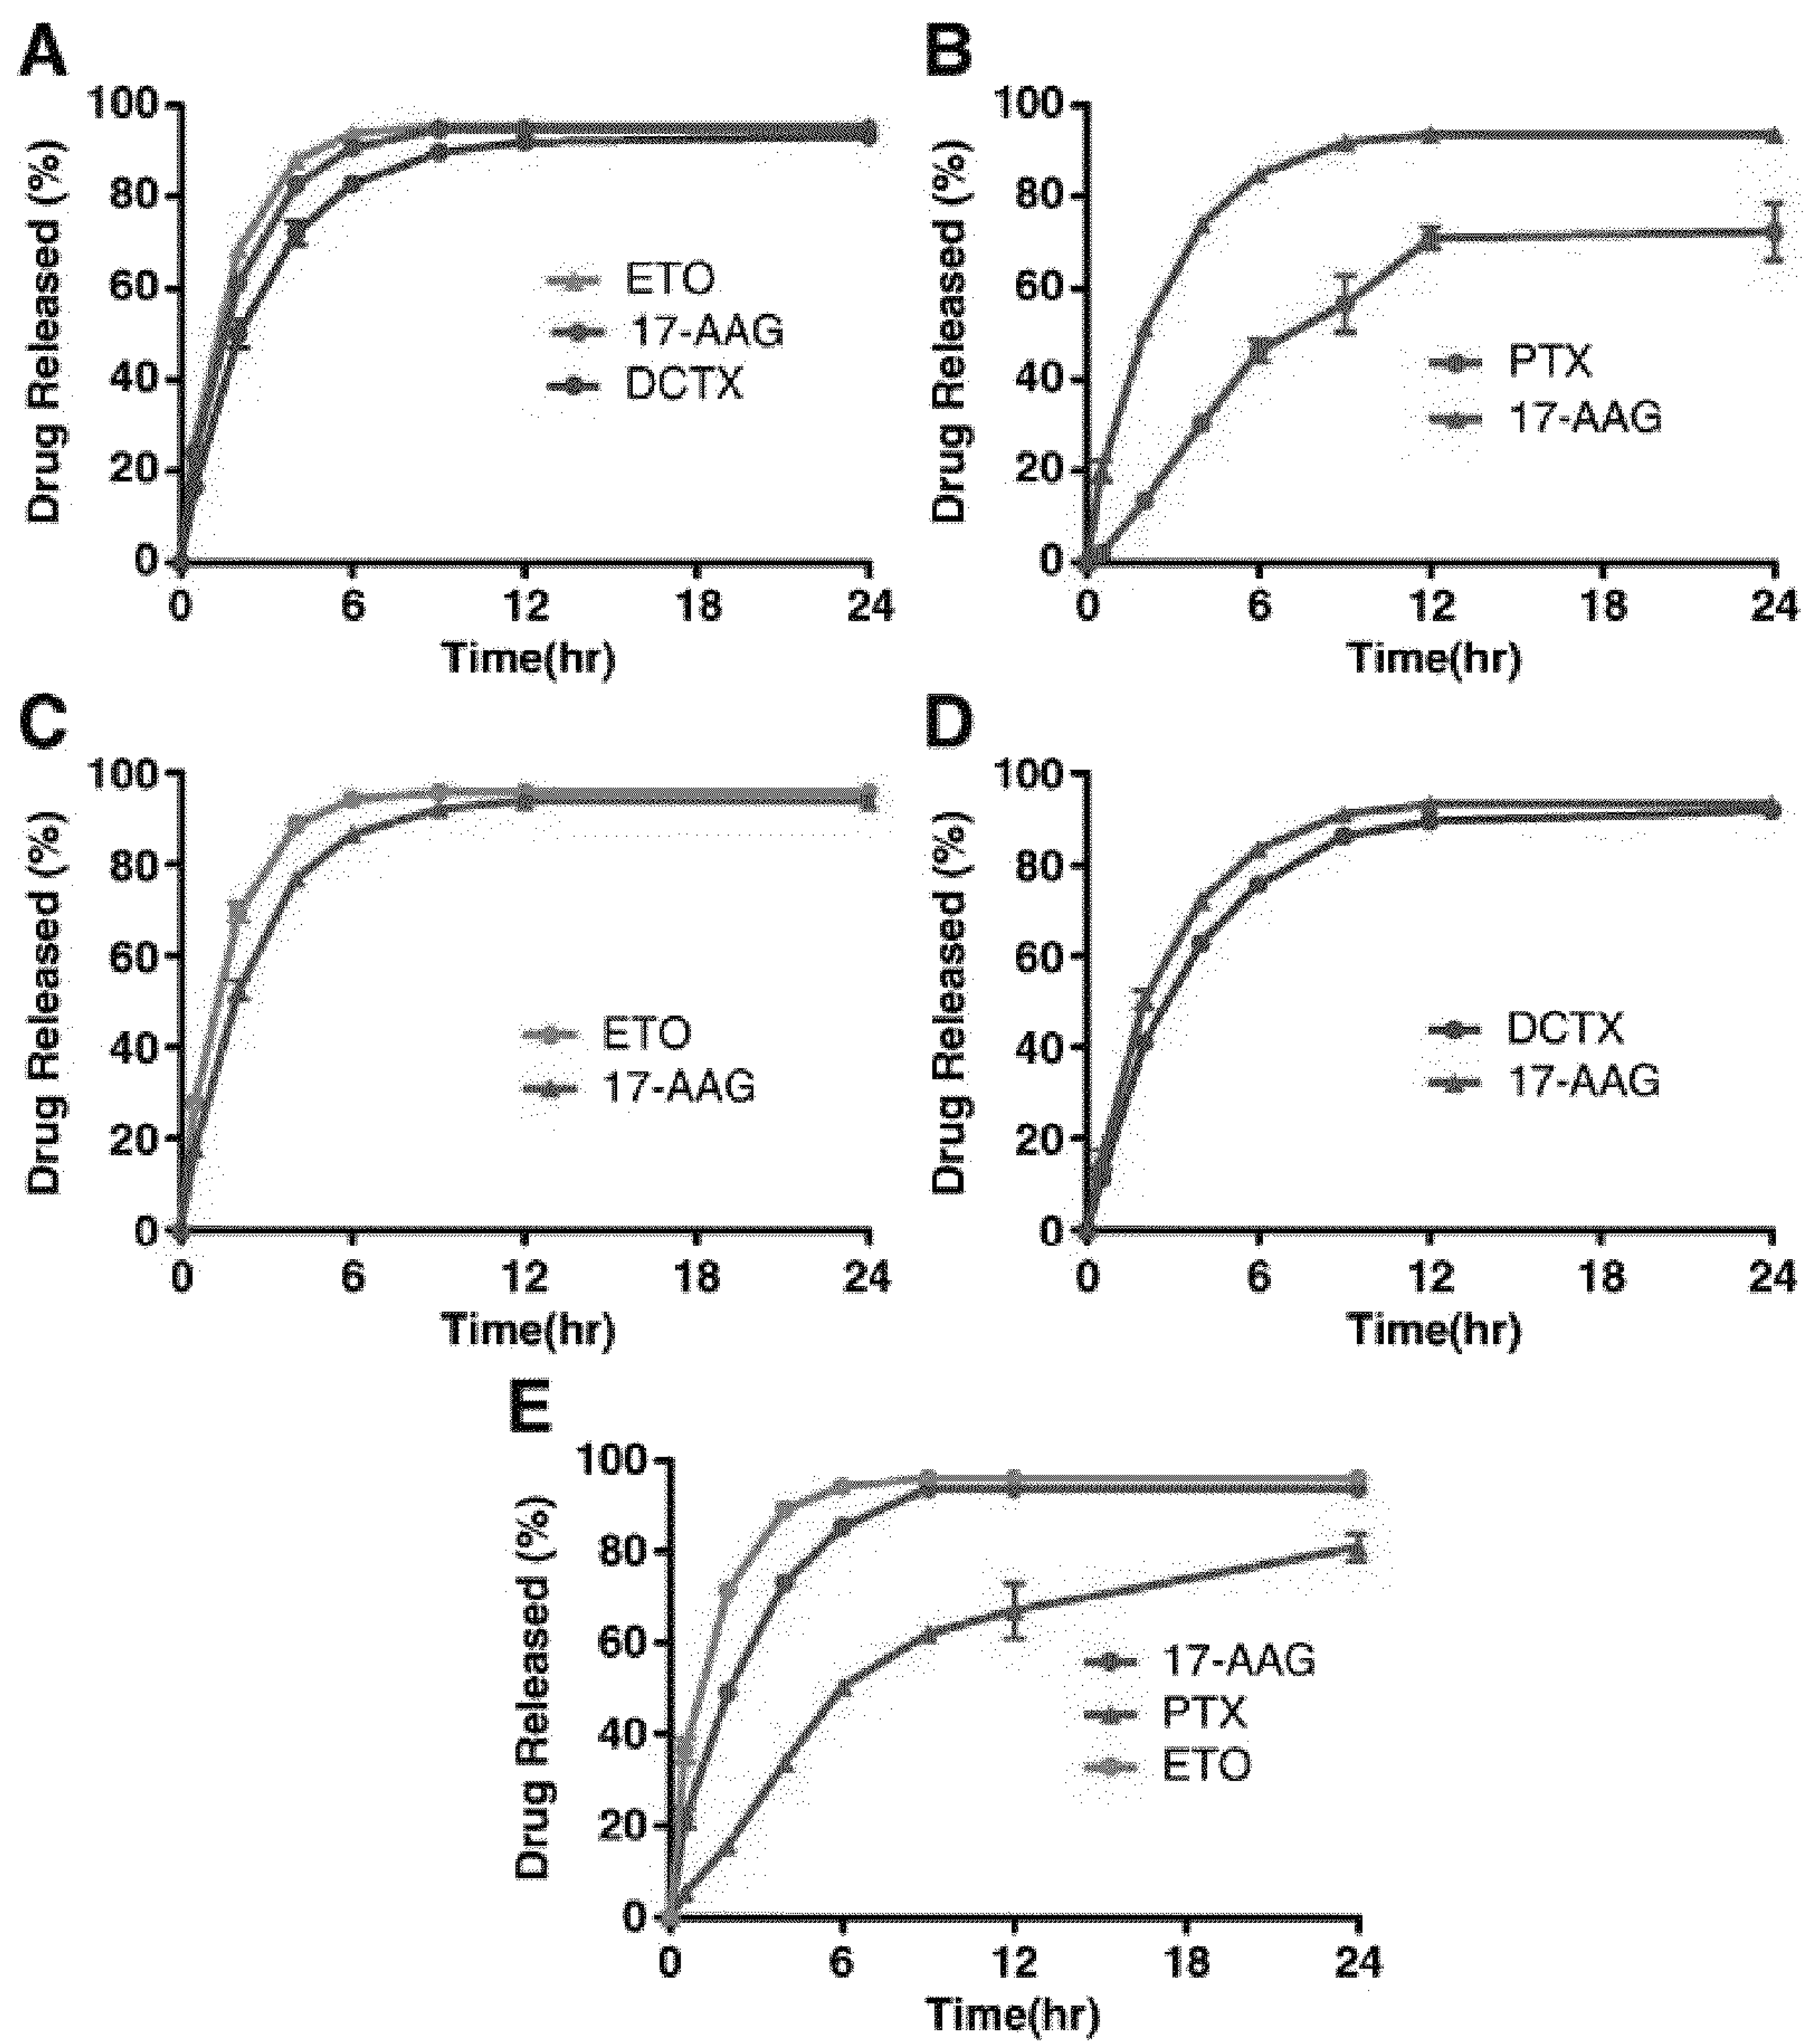 A
Drug Released (%)
100
80
60
40
20
0
ETO
17-AAG
DCTX
0 6 12 18 24
Time(hr)
B
Drug Released (%)
100
80
60
40
20
0
PTX
17-AAG
0 6 12 18 24
Time(hr)
C
Drug Released (%)
100
80
60
40
20
0
ETO
17-AAG
0 6 12 18 24
Time(hr)
D
Drug Released (%)
100
80
60
40
20
0
DCTX
17-AAG
0 6 12 18 24
Time(hr)
E
Drug Released (%)
100
80
60
40
20
0
17-AAG
PTX
ETO
0 6 12 18 24
Time(hr)